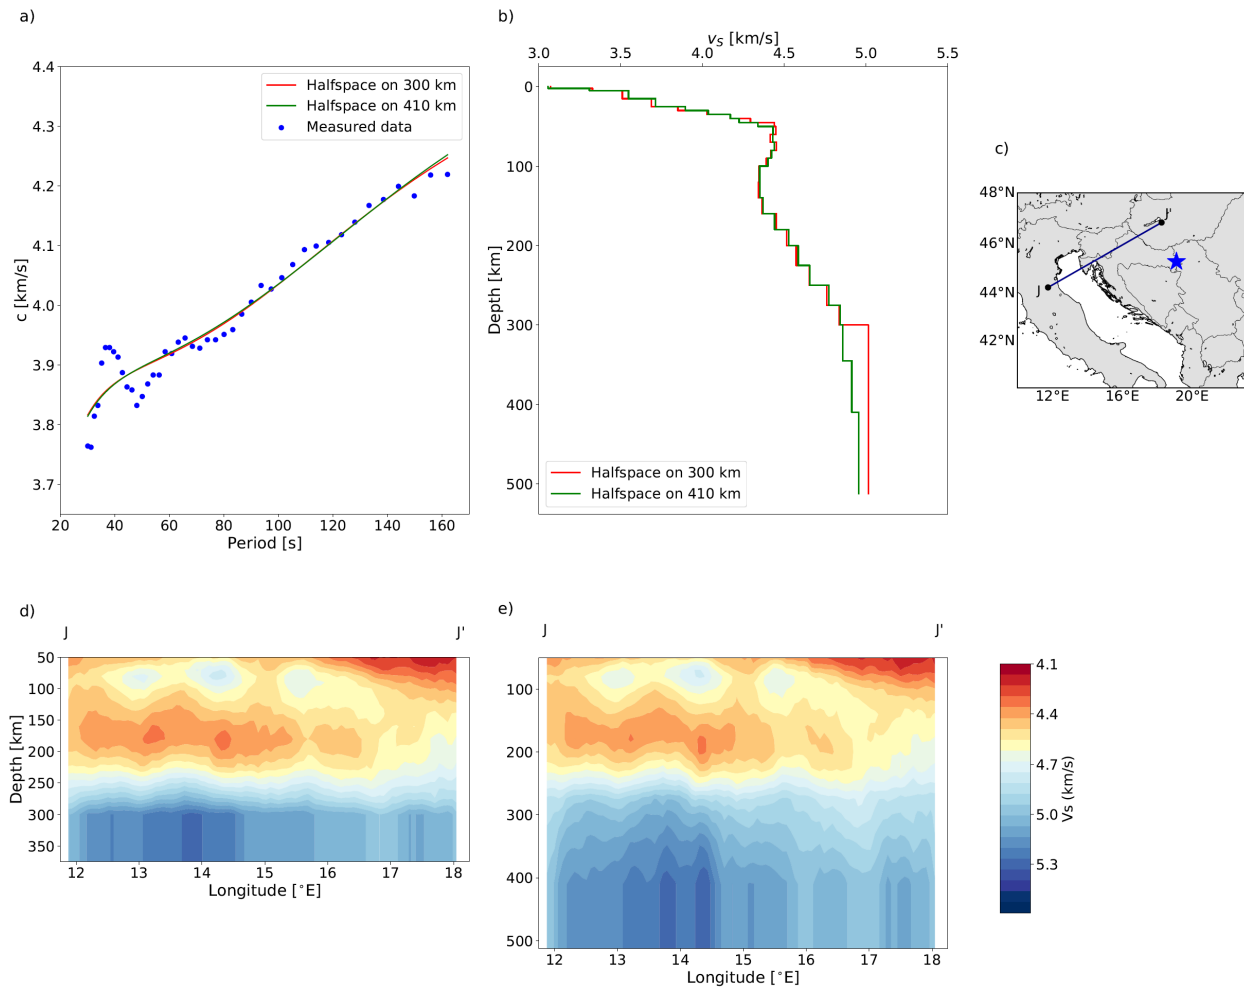 a)
4.4
4.3
4.2
4.1
4.0
3.9
3.8
3.7
c [km/s]
20 40 60 80 100 120 140 160
Period [s]
Halfspace on 300 km
Halfspace on 410 km
Measured data
b)
vS [km/s]
3.0 3.5 4.0 4.5 5.0 5.5
0
100
200
300
400
500
Depth [km]
Halfspace on 300 km
Halfspace on 410 km
c)
48°N
46°N
44°N
42°N
12°E 16°E 20°E
J
J'
d)
J J'
50
100
150
200
250
300
350
Depth [km]
12 13 14 15 16 17 18
Longitude [°E]
e)
J J'
100
200
300
400
500
12 13 14 15 16 17 18
Longitude [°E]
4.1
4.4
4.7
5.0
5.3
Vs (km/s)